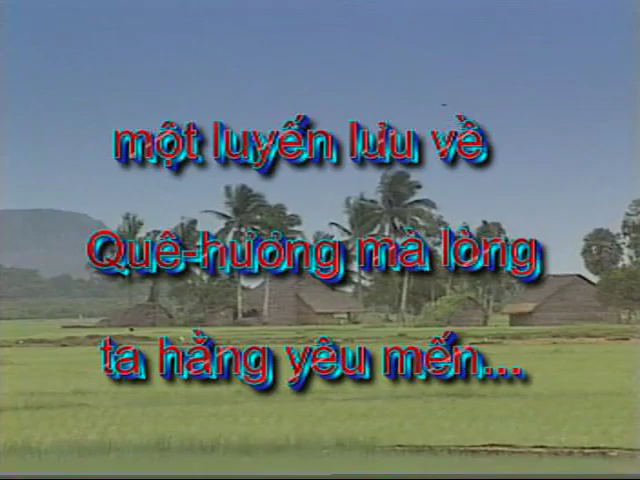 một luyến lưu về
Quê-hương mà lòng
ta hằng yêu mến...